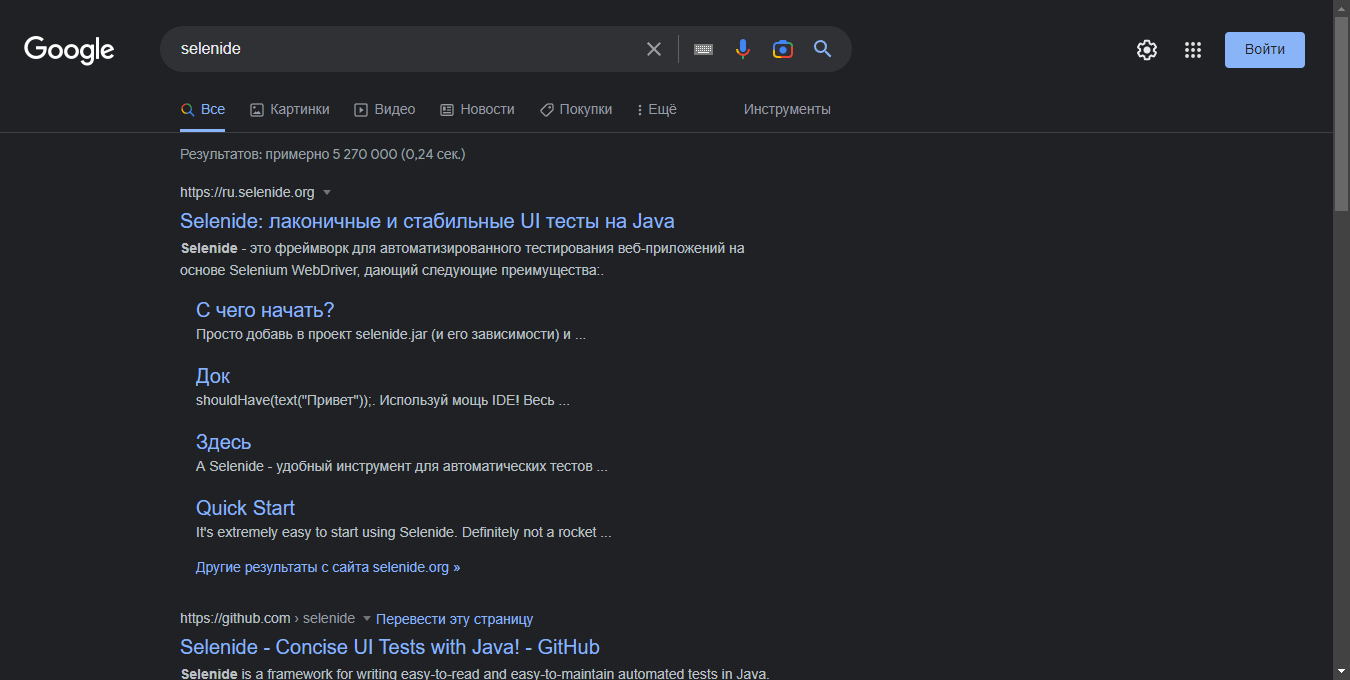 Google
selenide
Войти
Все
Картинки
Видео
Новости
Покупки
Ещё
Инструменты
Результатов: примерно 5 270 000 (0,24 сек.)
https://ru.selenide.org
Selenide: лаконичные и стабильные UI тесты на Java
Selenide - это фреймворк для автоматизированного тестирования веб-приложений на
основе Selenium WebDriver, дающий следующие преимущества:.
С чего начать?
Просто добавь в проект selenide.jar (и его зависимости) и ...
Док
shouldHave(text("Привет"));. Используй мощь IDE! Весь ...
Здесь
А Selenide - удобный инструмент для автоматических тестов ...
Quick Start
It's extremely easy to start using Selenide. Definitely not a rocket ...
Другие результаты с сайта selenide.org »
https://github.com › selenide
Перевести эту страницу
Selenide - Concise UI Tests with Java! - GitHub
Selenide is a framework for writing easy-to-read and easy-to-maintain automated tests in Java.